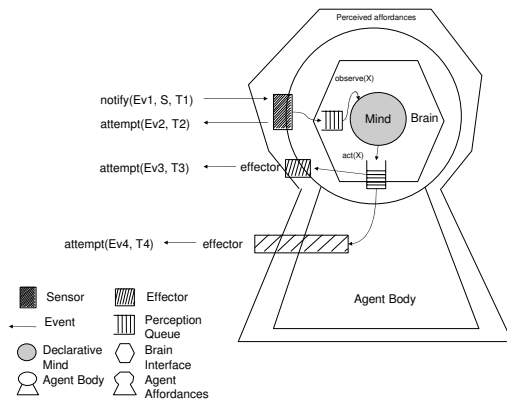 Perceived affordances
observe(X)
notify(Ev1, S, T1)
Mind
Brain
attempt(Ev2, T2)
act(X)
attempt(Ev3, T3)
effector
attempt(Ev4, T4)
effector
Agent Body
Sensor
Effector
Event
Perception
Queue
Declarative
Mind
Brain
Interface
Agent Body
Agent
Affordances